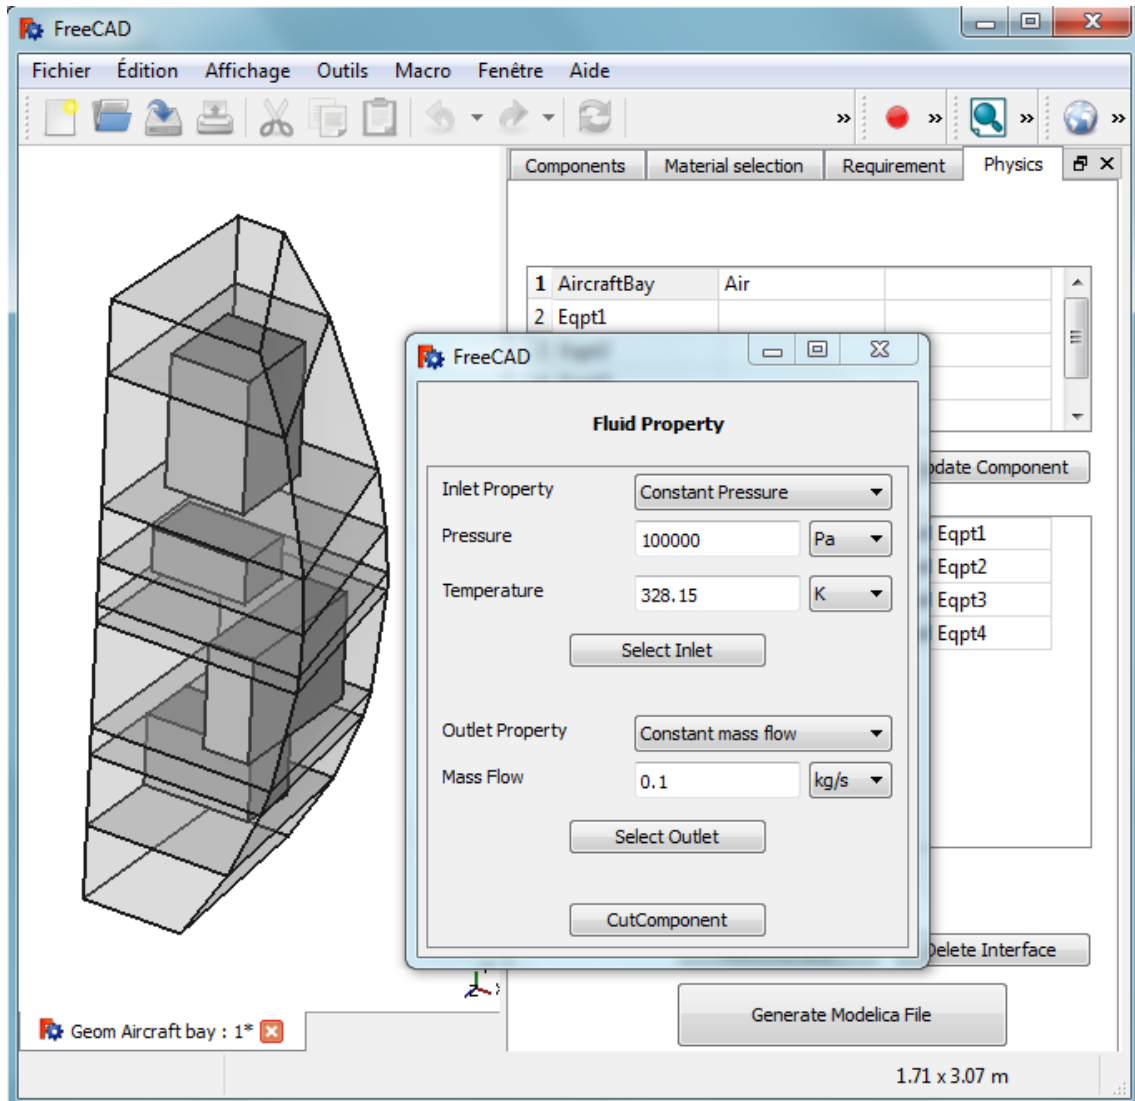 FreeCAD
Fichier Édition Affichage Outils Macro Fenêtre Aide
Components Material selection Requirement Physics
1 AircraftBay Air
2 Eqpt1
FreeCAD
Fluid Property
Inlet Property Constant Pressure
Pressure 100000 Pa
Temperature 328.15 K
Select Inlet
Outlet Property Constant mass flow
Mass Flow 0.1 kg/s
Select Outlet
CutComponent
Component
Eqpt1
Eqpt2
Eqpt3
Eqpt4
Delete Interface
Generate Modelica File
Geom Aircraft bay : 1*
1.71 x 3.07 m